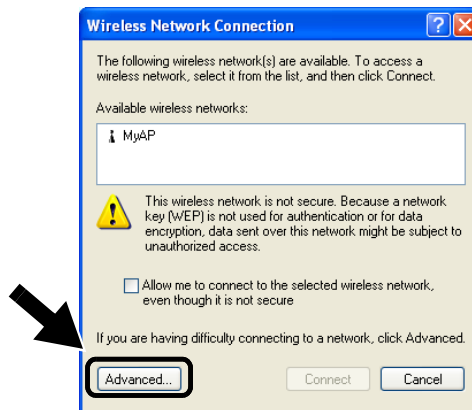 Wireless Network Connection
The following wireless network(s) are available. To access a
wireless network, select it from the list, and then click Connect.
Available wireless networks:
MyAP
This wireless network is not secure. Because a network
key (WEP) is not used for authentication or for data
encryption, data sent over this network might be subject to
unauthorized access.
Allow me to connect to the selected wireless network,
even though it is not secure
If you are having difficulty connecting to a network, click Advanced.
Advanced... Connect Cancel